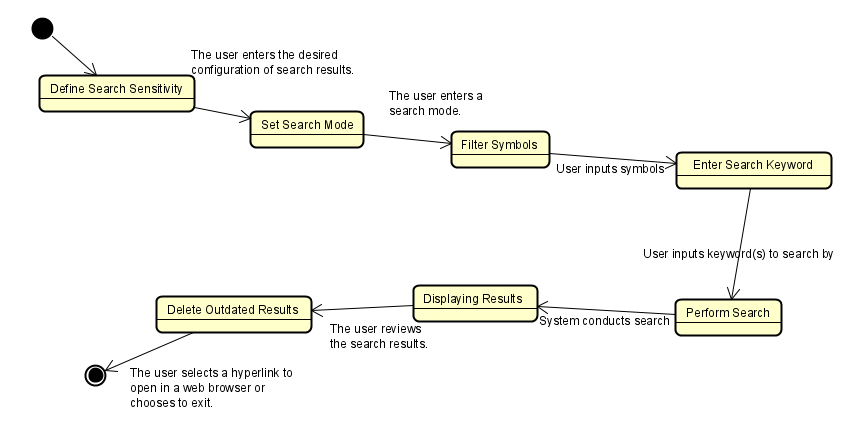 The user enters the desired
configuration of search results.
Define Search Sensitivity
The user enters a
search mode.
Set Search Mode
Filter Symbols
User inputs symbols
Enter Search Keyword
User inputs keyword(s) to search by
Perform Search
System conducts search
Displaying Results
The user reviews
the search results.
Delete Outdated Results
The user selects a hyperlink to
open in a web browser or
chooses to exit.